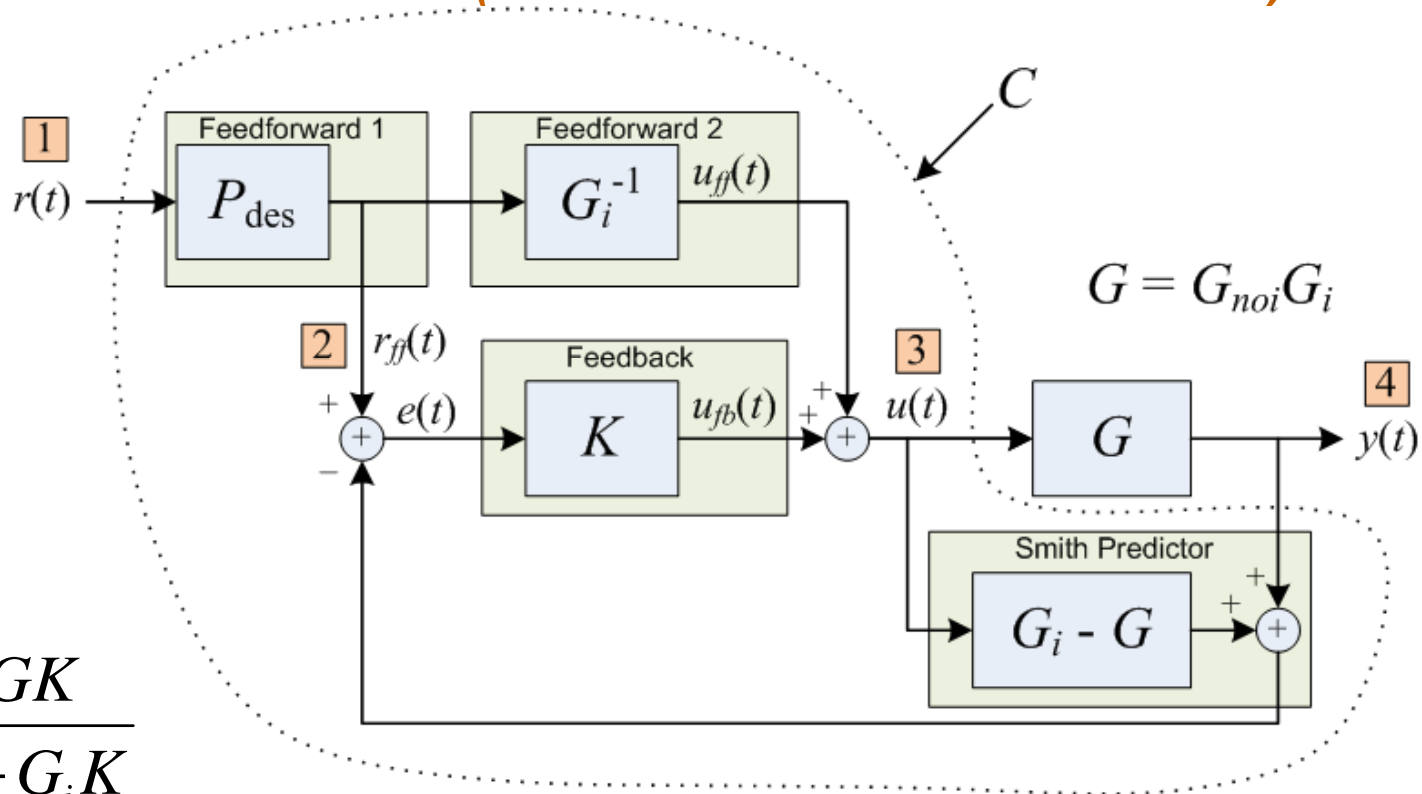 C
1
Feedforward 1
Feedforward 2
r(t)
P_des
G_i^-1
u_ff(t)
G = G_noi G_i
2
r_ff(t)
Feedback
3
4
+
e(t)
K
u_fb(t)
+
+
u(t)
G
y(t)
+
+
−
Smith Predictor
G_i - G
+
+
+
GK
G_i K